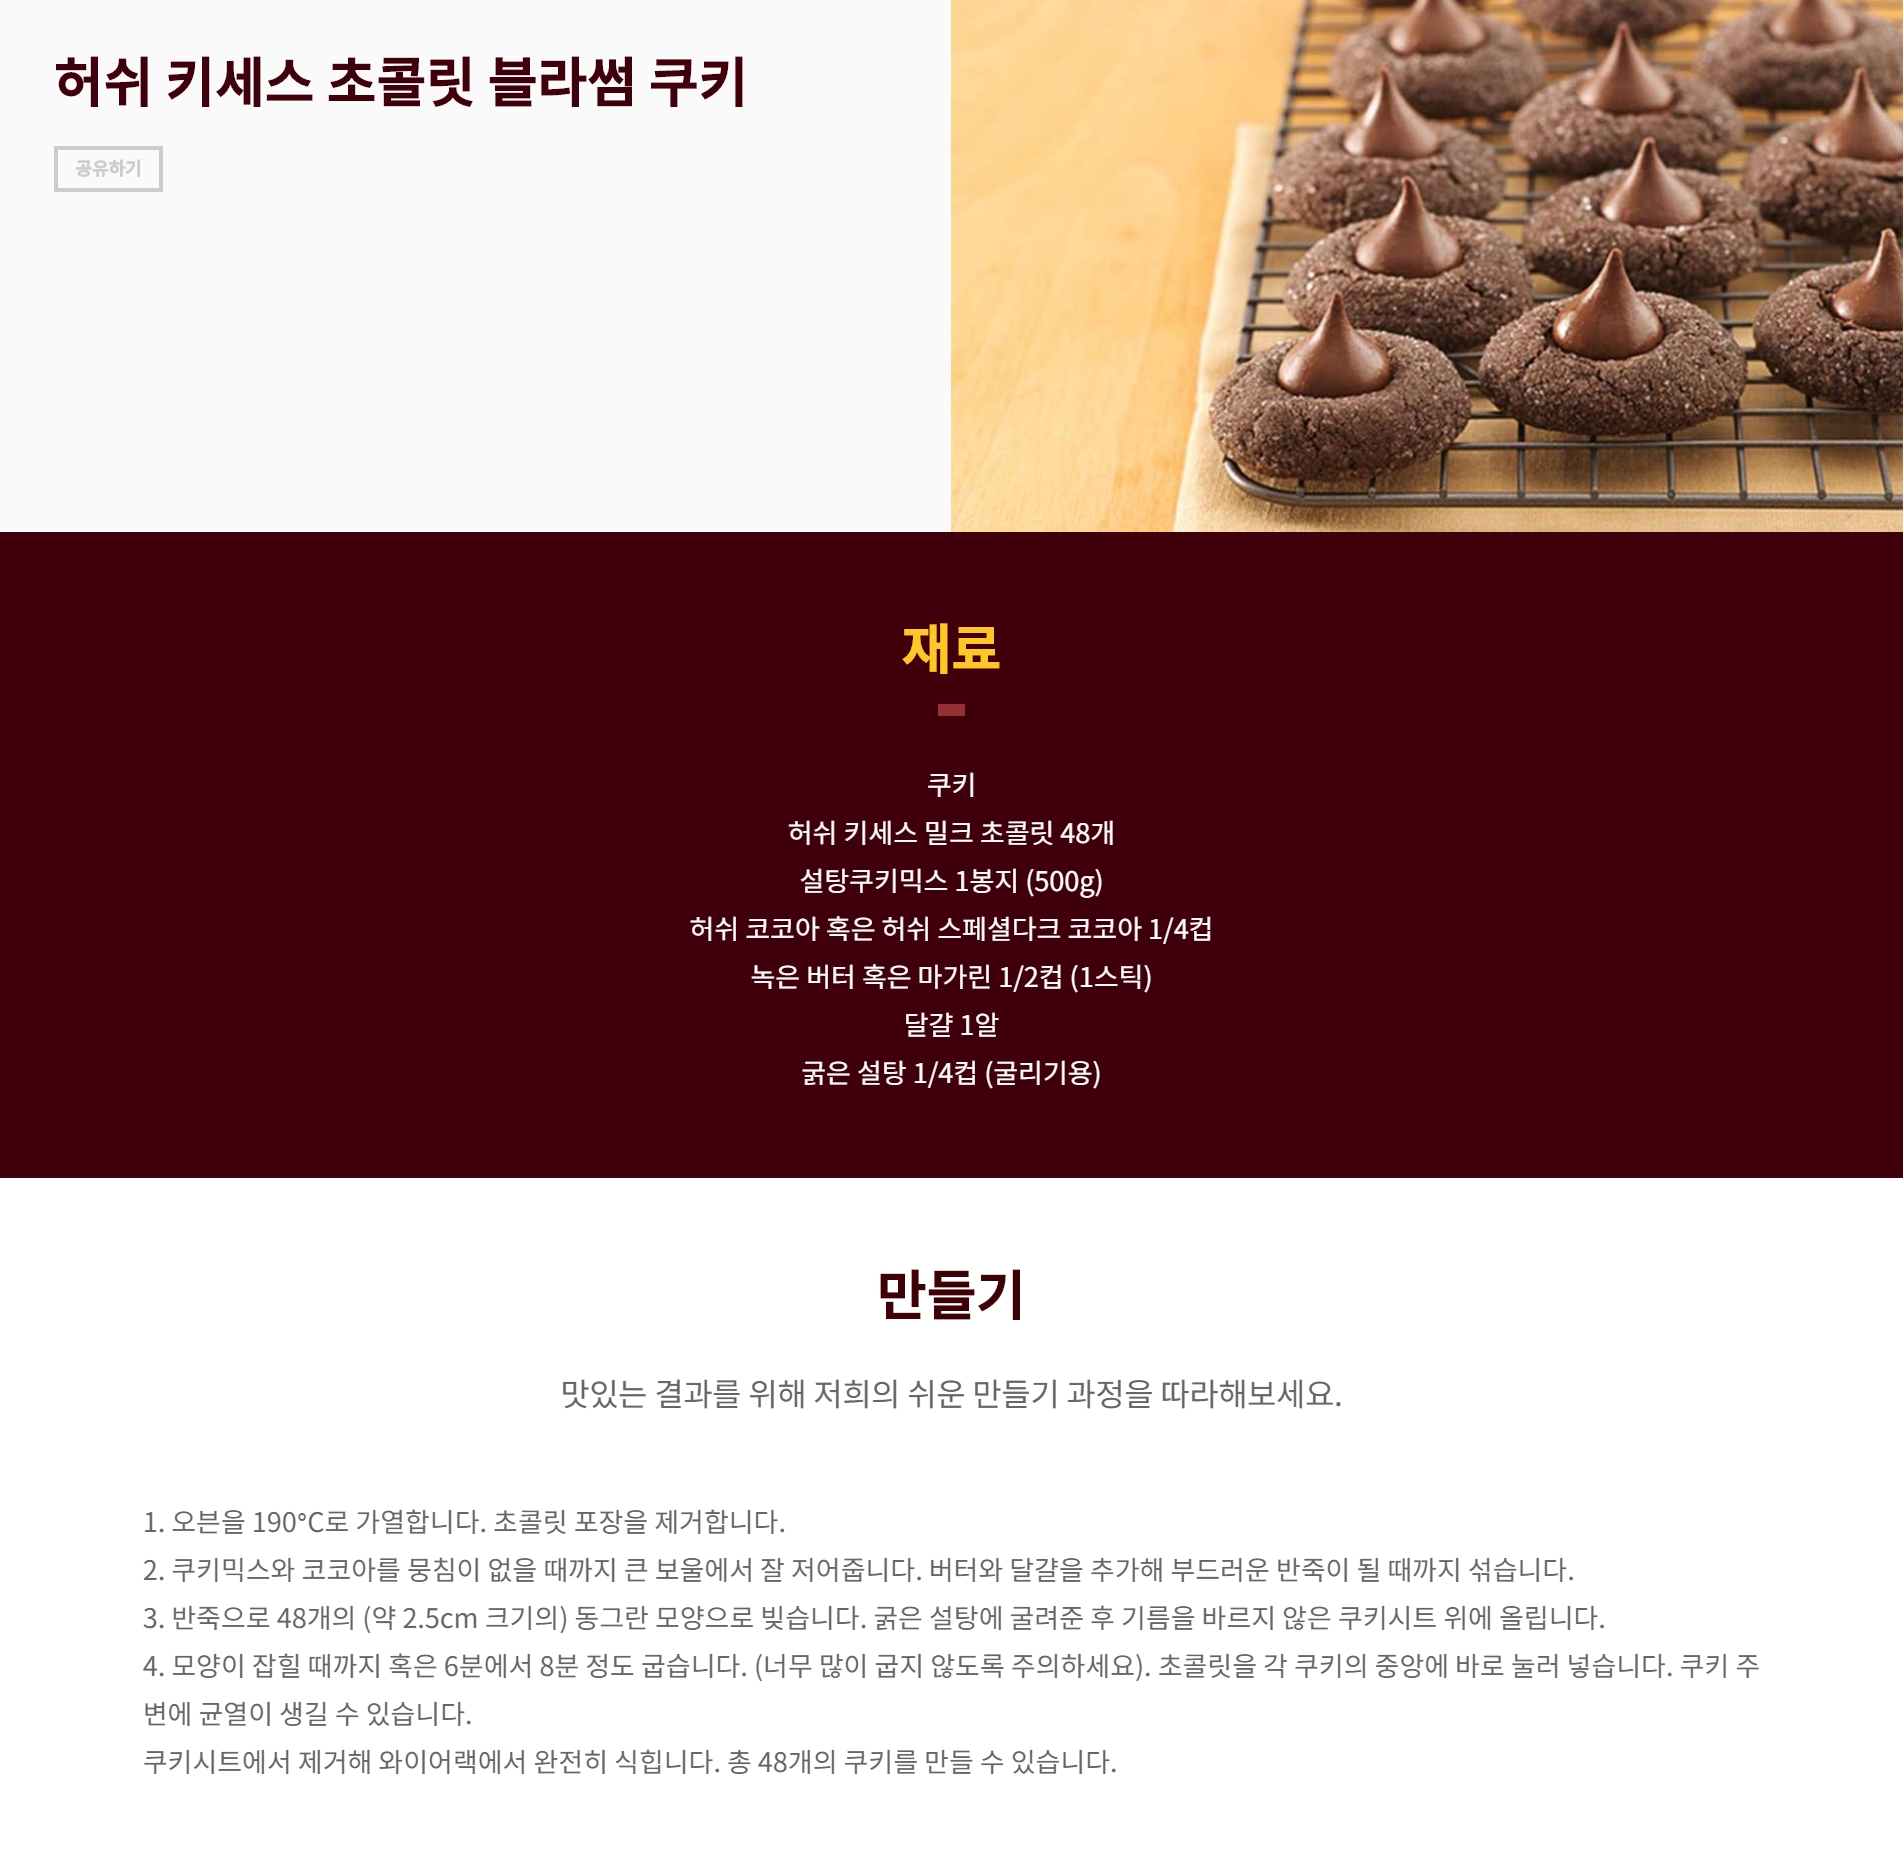 허쉬 키세스 초콜릿 블라썸 쿠키
공유하기
재료
쿠키
허쉬 키세스 밀크 초콜릿 48개
설탕쿠키믹스 1봉지 (500g)
허쉬 코코아 혹은 허쉬 스페셜다크 코코아 1/4컵
녹은 버터 혹은 마가린 1/2컵 (1스틱)
달걀 1알
굵은 설탕 1/4컵 (굴리기용)
만들기
맛있는 결과를 위해 저희의 쉬운 만들기 과정을 따라해보세요.
1. 오븐을 190°C로 가열합니다. 초콜릿 포장을 제거합니다.
2. 쿠키믹스와 코코아를 뭉침이 없을 때까지 큰 보울에서 잘 저어줍니다. 버터와 달걀을 추가해 부드러운 반죽이 될 때까지 섞습니다.
3. 반죽으로 48개의 (약 2.5cm 크기의) 동그란 모양으로 빚습니다. 굵은 설탕에 굴려준 후 기름을 바르지 않은 쿠키시트 위에 올립니다.
4. 모양이 잡힐 때까지 혹은 6분에서 8분 정도 굽습니다. (너무 많이 굽지 않도록 주의하세요). 초콜릿을 각 쿠키의 중앙에 바로 눌러 넣습니다. 쿠키 주
변에 균열이 생길 수 있습니다.
쿠키시트에서 제거해 와이어랙에서 완전히 식힙니다. 총 48개의 쿠키를 만들 수 있습니다.